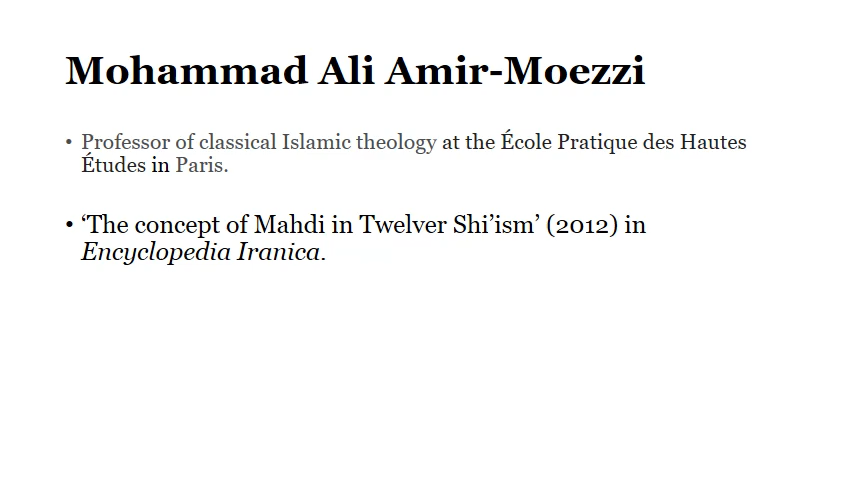 Mohammad Ali Amir-Moezzi
• Professor of classical Islamic theology at the École Pratique des Hautes
Études in Paris.
• ‘The concept of Mahdi in Twelver Shi’ism’ (2012) in
Encyclopedia Iranica.